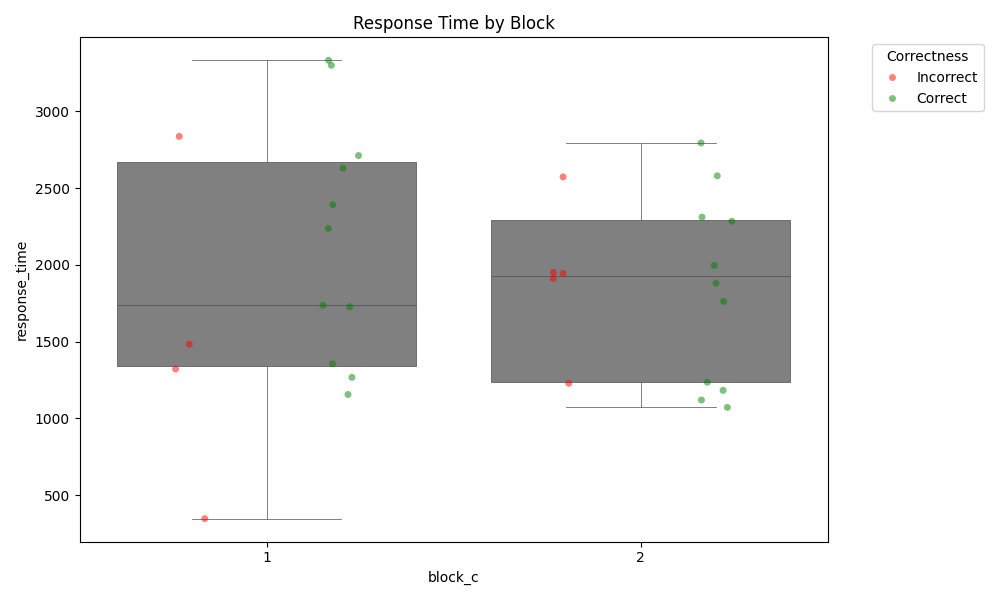 Response Time by Block
Correctness
Incorrect
Correct
response_time
3000
2500
2000
1500
1000
500
1
2
block_c